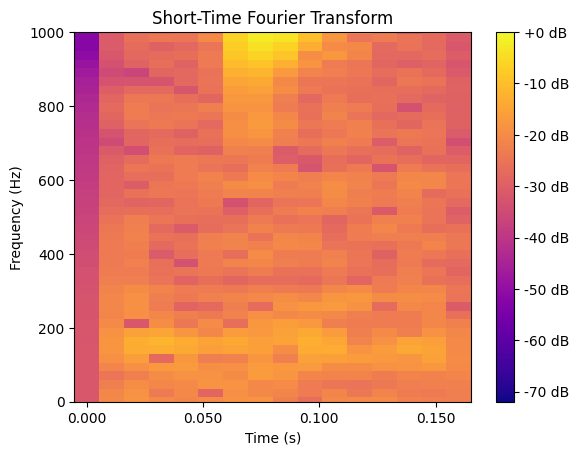 Short-Time Fourier Transform
Frequency (Hz)
1000
800
600
400
200
0
0.000
0.050
0.100
0.150
Time (s)
+0 dB
-10 dB
-20 dB
-30 dB
-40 dB
-50 dB
-60 dB
-70 dB